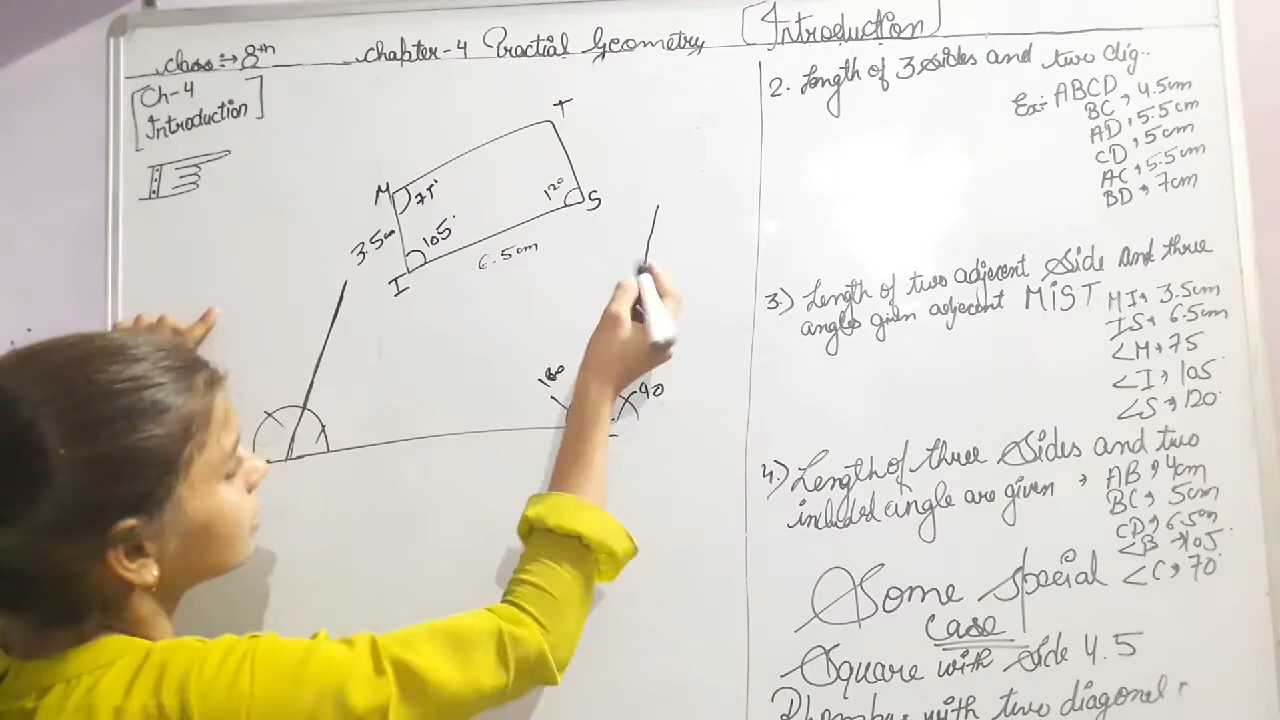 class :→ 8th
chapter-4 Practial Geometry
[Introduction]
[Ch-4
Introduction]
T
M
75°
120
S
3.5cm
105°
6.5cm
I
180
90
2. Length of 3 sides and two dig..
Ex:- ABCD
BC → 4.5cm
AD → 5.5cm
CD → 5cm
AC → 5.5cm
BD → 7cm
3.) Length of two adjacent Side and three
angles given adjecent MIST MI → 3.5cm
IS → 6.5cm
∠M → 75
∠I → 105
∠S → 120
4.) Length of three Sides and two
included angle are given → AB → 4cm
BC → 5cm
CD → 6.5cm
∠B → 105
∠C → 70
Some special
Case
Square with side 4.5
Rhombus with two diagonal